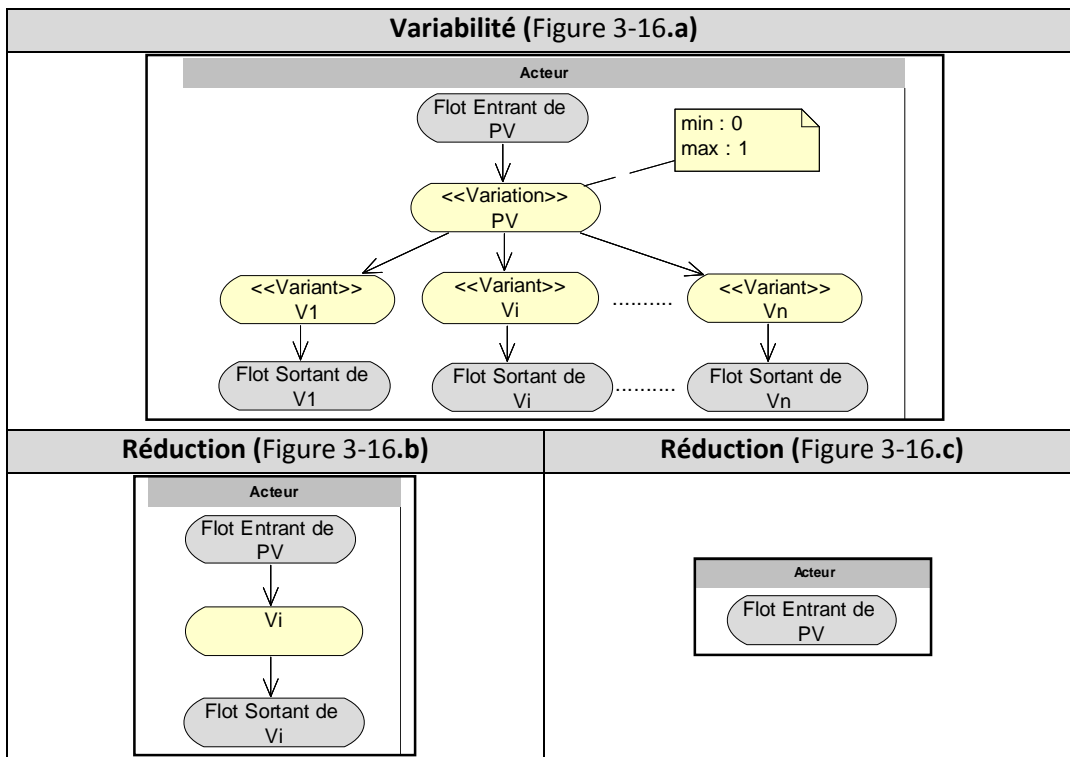 Variabilité (Figure 3-16.a)
Acteur
Flot Entrant de
PV
min : 0
max : 1
<<Variation>>
PV
<<Variant>>
V1
<<Variant>>
Vi
..........
<<Variant>>
Vn
Flot Sortant de
V1
Flot Sortant de
Vi
..........
Flot Sortant de
Vn
Réduction (Figure 3-16.b)
Réduction (Figure 3-16.c)
Acteur
Flot Entrant de
PV
Vi
Flot Sortant de
Vi
Acteur
Flot Entrant de
PV